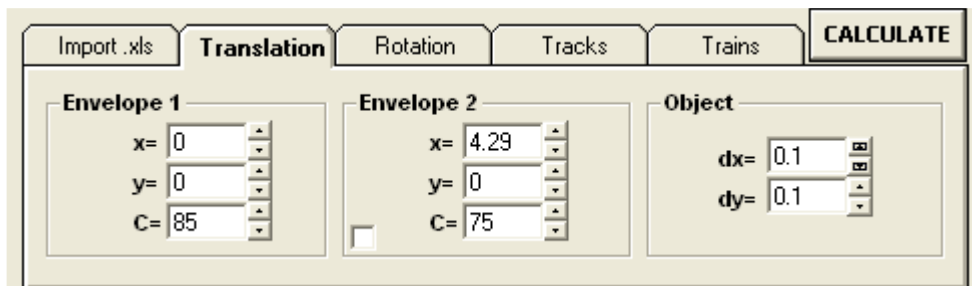 Import .xls Translation Rotation Tracks Trains CALCULATE
Envelope 1 Envelope 2 Object
x= 0 x= 4.29 dx= 0.1
y= 0 y= 0 dy= 0.1
C= 85 C= 75